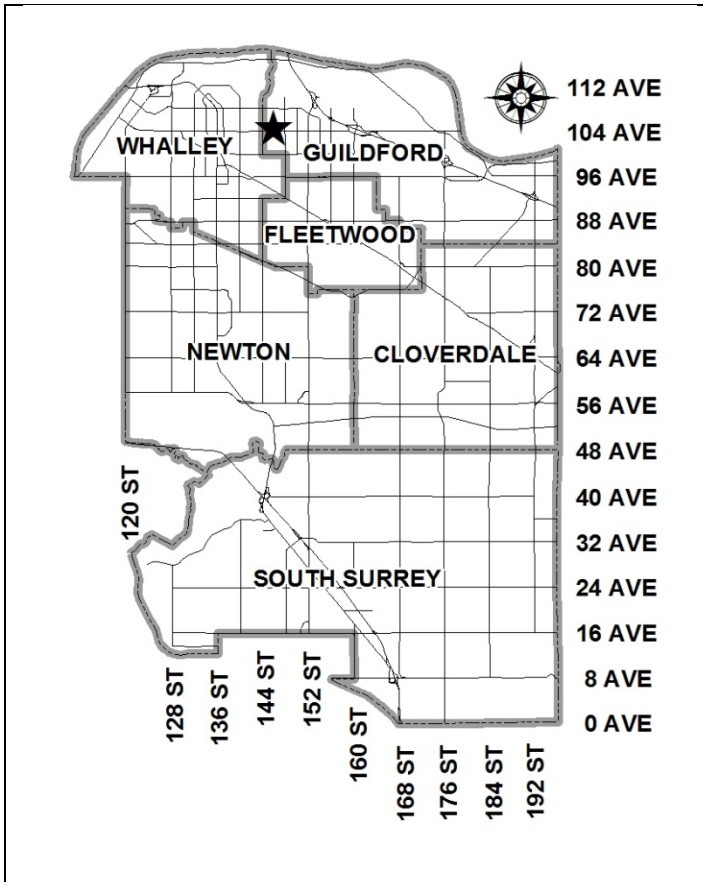 112 AVE
104 AVE
WHALLEY
GUILDFORD
96 AVE
88 AVE
FLEETWOOD
80 AVE
72 AVE
NEWTON
CLOVERDALE
64 AVE
56 AVE
48 AVE
120 ST
40 AVE
32 AVE
SOUTH SURREY
24 AVE
16 AVE
8 AVE
0 AVE
128 ST
136 ST
144 ST
152 ST
160 ST
168 ST
176 ST
184 ST
192 ST